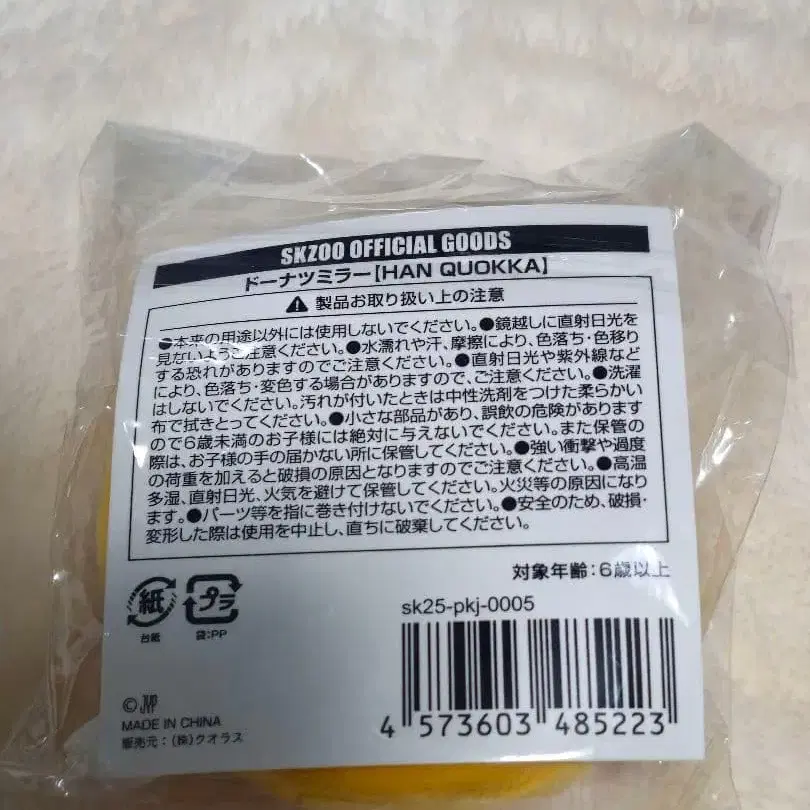 SKZOO OFFICIAL GOODS
ドーナツミラー【HAN QUOKKA】
製品お取り扱い上の注意
●本来の用途以外には使用しないでください。●鏡越しに直射日光を
見ないようご注意ください。●水濡れや汗、摩擦により、色落ち・色移り
する恐れがありますのでご注意ください。●直射日光や紫外線など
により、色落ち・変色する場合がありますので、ご注意ください。●洗濯
はしないでください。汚れが付いたときは中性洗剤をつけた柔らかい
布で拭きとってください。●小さな部品があり、誤飲の危険があります
ので6歳未満のお子様には絶対に与えないでください。また保管の
際は、お子様の手の届かない所に保管してください。●強い衝撃や過度
の荷重を加えると破損の原因となりますのでご注意ください。●高温
多湿、直射日光、火気を避けて保管してください。火災等の原因になり
ます。●パーツ等を指に巻き付けないでください。●安全のため、破損・
変形した際は使用を中止し、直ちに破棄してください。
対象年齢:6歳以上
紙 プラ
台紙 袋:PP
sk25-pkj-0005
4 573603 485223
© JYP
MADE IN CHINA
販売元:(株)クオラス